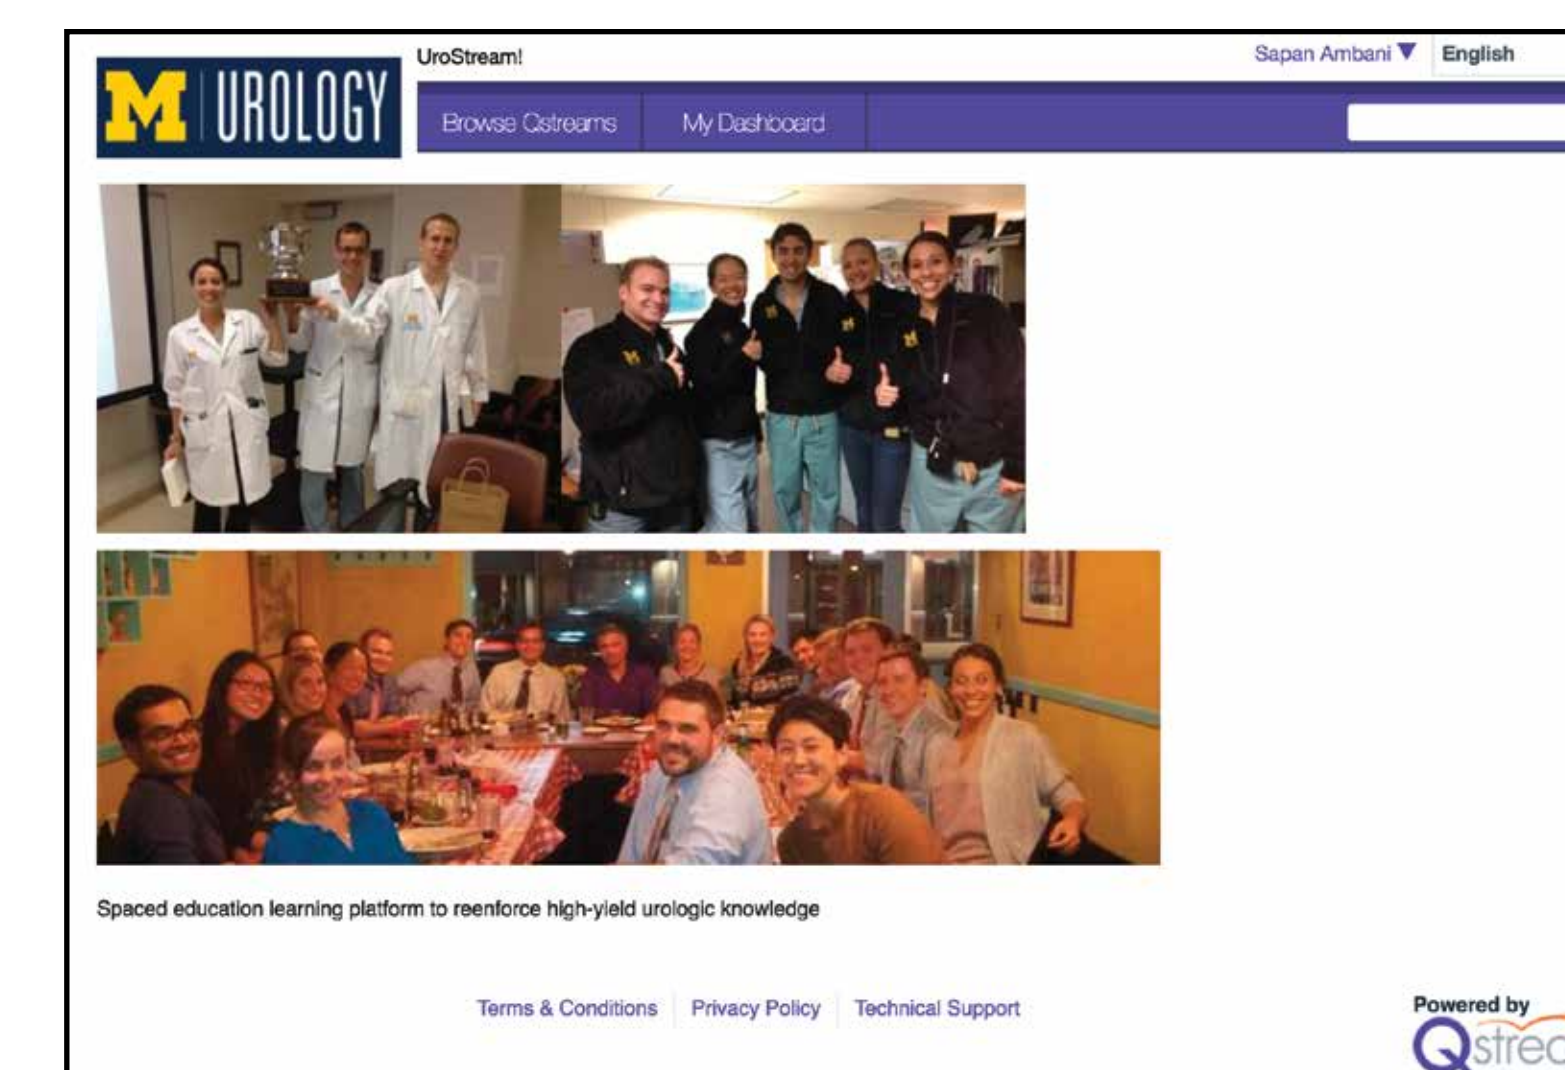 UroStream!
Sapan Ambani
English
M UROLOGY
Browse Qstreams
My Dashboard
Spaced education learning platform to reenforce high-yield urologic knowledge
Terms & Conditions
Privacy Policy
Technical Support
Powered by